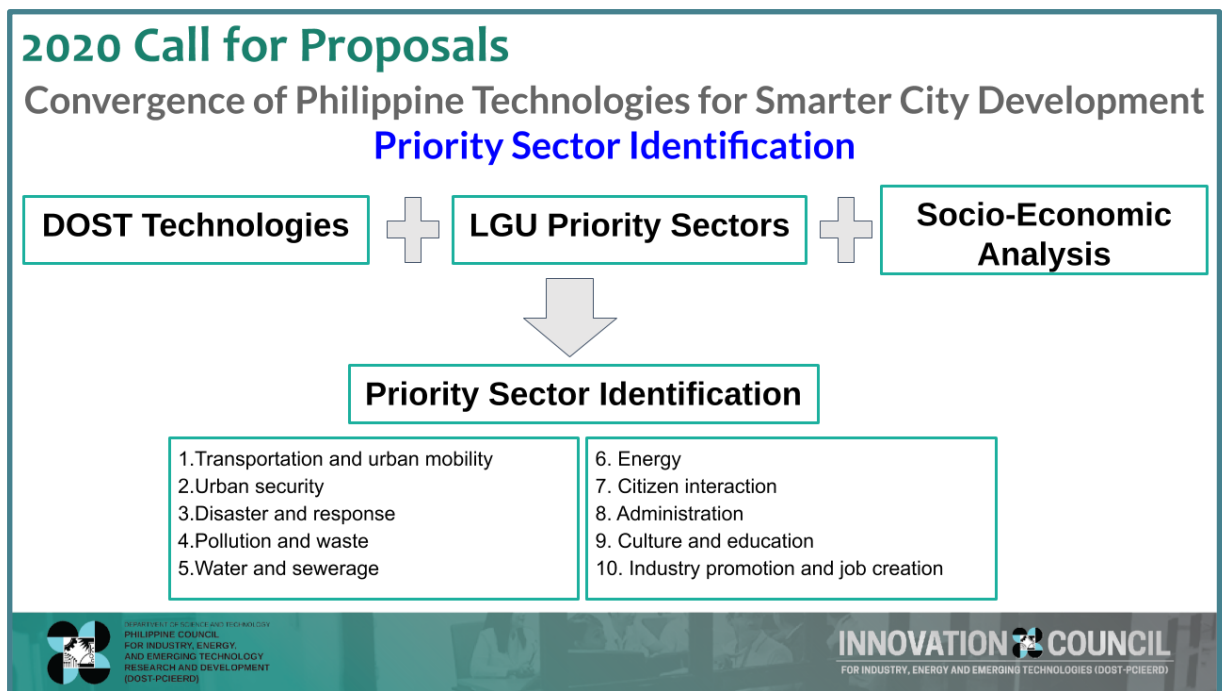 2020 Call for Proposals
Convergence of Philippine Technologies for Smarter City Development
Priority Sector Identification
DOST Technologies
LGU Priority Sectors
Socio-Economic
Analysis
Priority Sector Identification
1.Transportation and urban mobility
2.Urban security
3.Disaster and response
4.Pollution and waste
5.Water and sewerage
6. Energy
7. Citizen interaction
8. Administration
9. Culture and education
10. Industry promotion and job creation
DEPARTMENT OF SCIENCE AND TECHNOLOGY
PHILIPPINE COUNCIL
FOR INDUSTRY, ENERGY,
AND EMERGING TECHNOLOGY
RESEARCH AND DEVELOPMENT
(DOST-PCIEERD)
INNOVATION COUNCIL
FOR INDUSTRY, ENERGY AND EMERGING TECHNOLOGIES (DOST-PCIEERD)